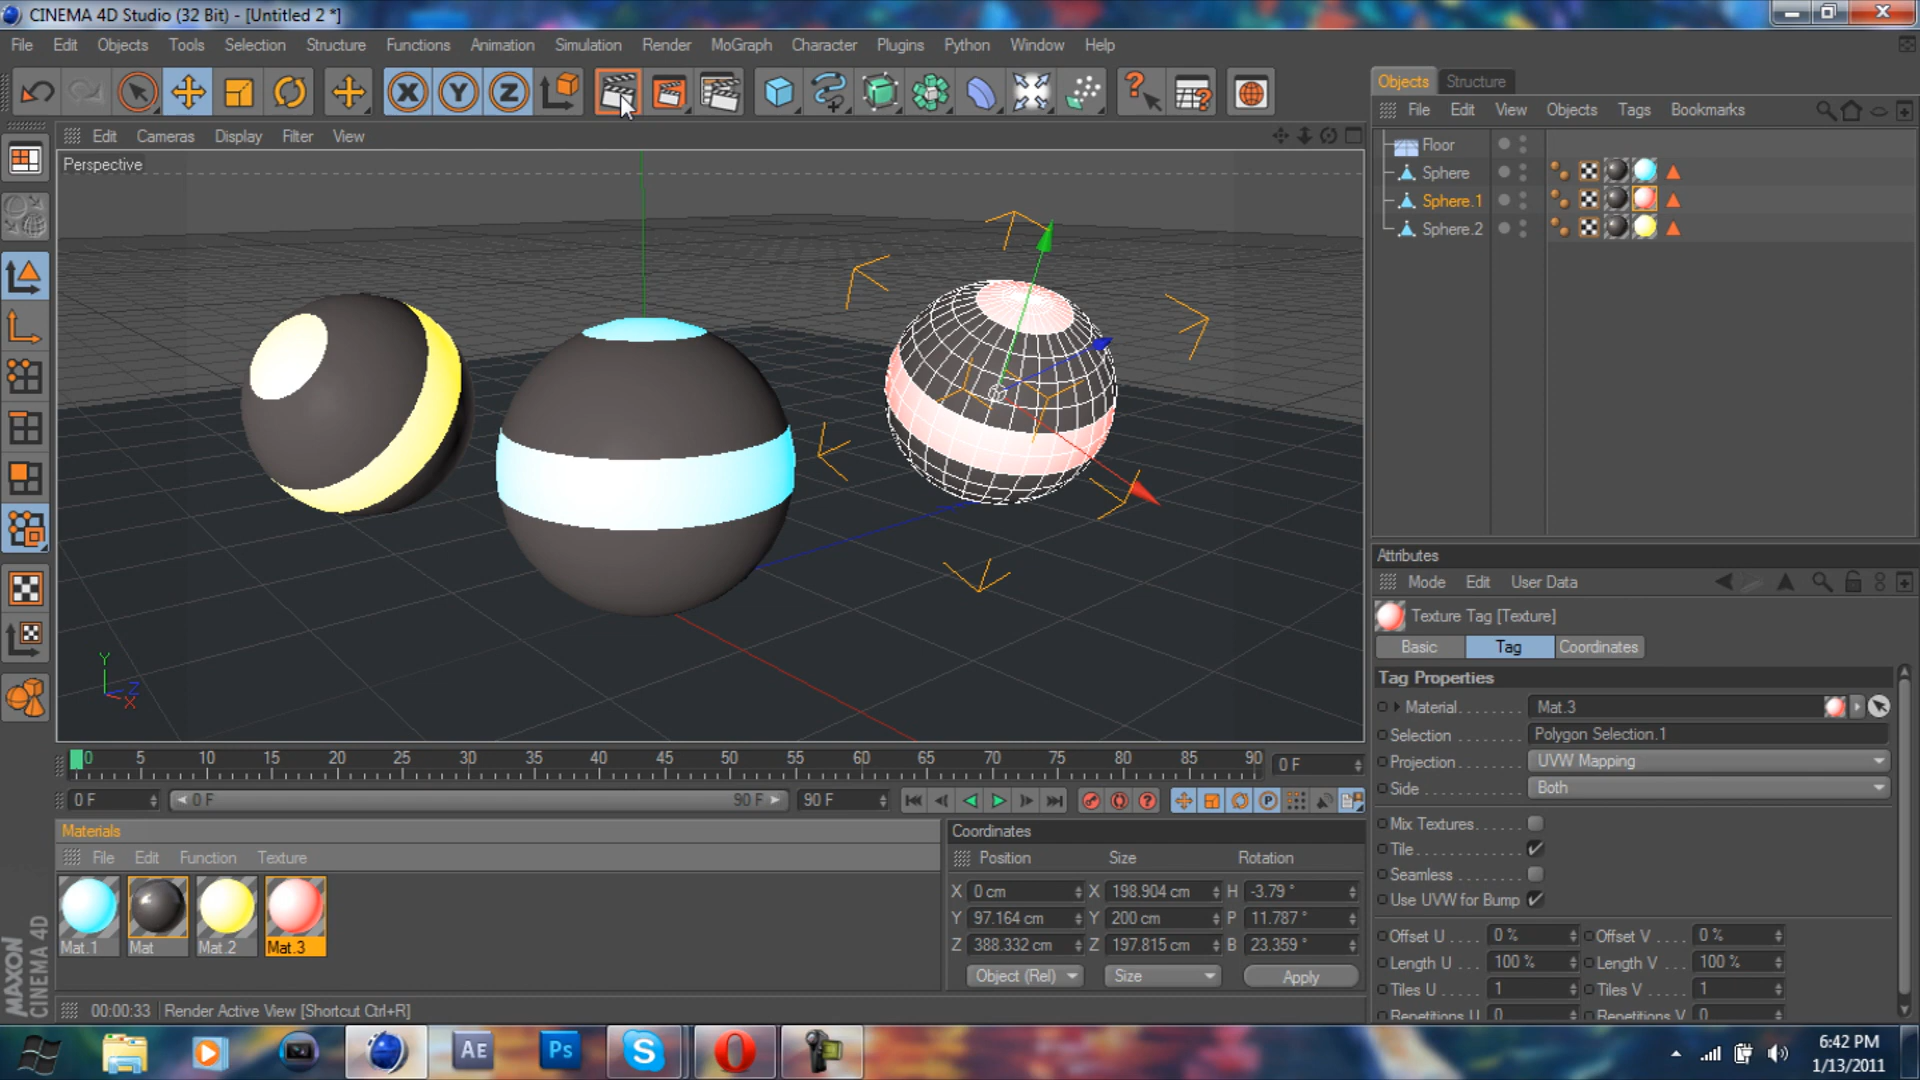 CINEMA 4D Studio (32 Bit) - [Untitled 2 *]
File Edit Objects Tools Selection Structure Functions Animation Simulation Render MoGraph Character Plugins Python Window Help
X Y Z
Objects Structure
File Edit View Objects Tags Bookmarks
Edit Cameras Display Filter View
Perspective
Floor
Sphere
Sphere.1
Sphere.2
Y
Z
X
Attributes
Mode Edit User Data
Texture Tag [Texture]
Basic Tag Coordinates
Tag Properties
Material....... Mat.3
Selection Polygon Selection.1
Projection...... UVW Mapping
Side .......... Both
Mix Textures......
Tile............
Seamless.......
Use UVW for Bump
Offset U .... 0 % Offset V .... 0 %
Length U ... 100 % Length V ... 100 %
Tiles U ..... 1 Tiles V ..... 1
Repetitions U 0 Repetitions V 0
0 5 10 15 20 25 30 35 40 45 50 55 60 65 70 75 80 85 90 0 F
0 F 0 F 90 F 90 F
P
Materials
File Edit Function Texture
Mat.1 Mat Mat.2 Mat.3
Coordinates
Position Size Rotation
X 0 cm X 198.904 cm H -3.79 °
Y 97.164 cm Y 200 cm P 11.787 °
Z 388.332 cm Z 197.815 cm B 23.359 °
Object (Rel) Size Apply
MAXON
CINEMA 4D
00:00:33 Render Active View [Shortcut Ctrl+R]
AE Ps S
6:42 PM
1/13/2011